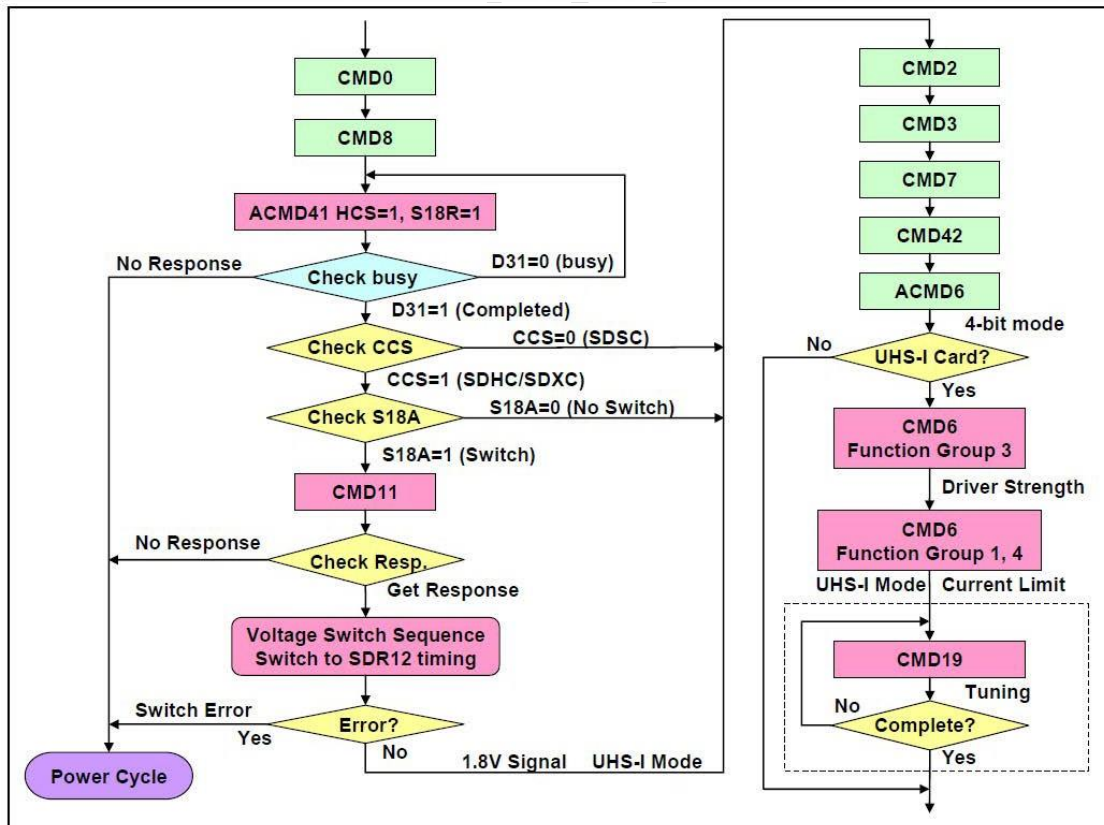 CMD0
CMD8
ACMD41 HCS=1, S18R=1
No Response
Check busy
D31=0 (busy)
D31=1 (Completed)
Check CCS
CCS=0 (SDSC)
CCS=1 (SDHC/SDXC)
Check S18A
S18A=0 (No Switch)
S18A=1 (Switch)
CMD11
No Response
Check Resp.
Get Response
Voltage Switch Sequence
Switch to SDR12 timing
Switch Error
Yes
Error?
No
1.8V Signal UHS-I Mode
Power Cycle
CMD2
CMD3
CMD7
CMD42
ACMD6
4-bit mode
No
UHS-I Card?
Yes
CMD6
Function Group 3
Driver Strength
CMD6
Function Group 1, 4
UHS-I Mode
Current Limit
CMD19
Tuning
No
Complete?
Yes